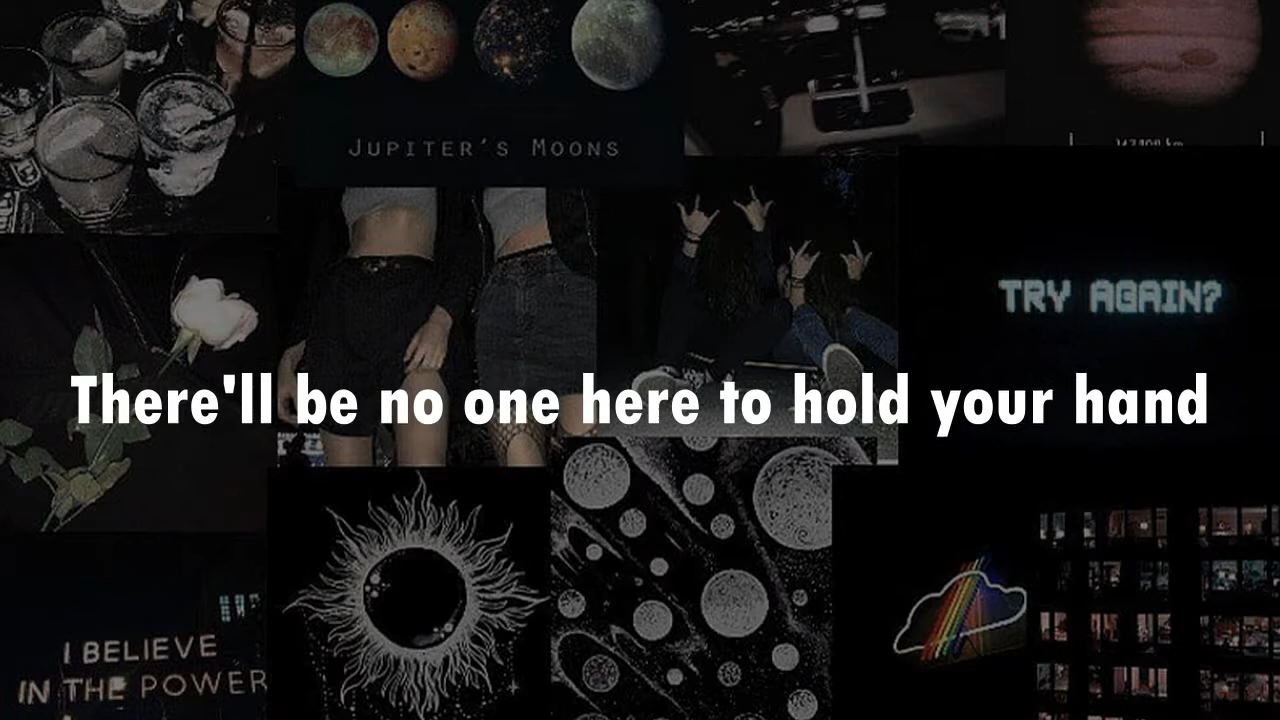 JUPITER'S MOONS
TRY AGAIN?
There'll be no one here to hold your hand
I BELIEVE
IN THE POWER